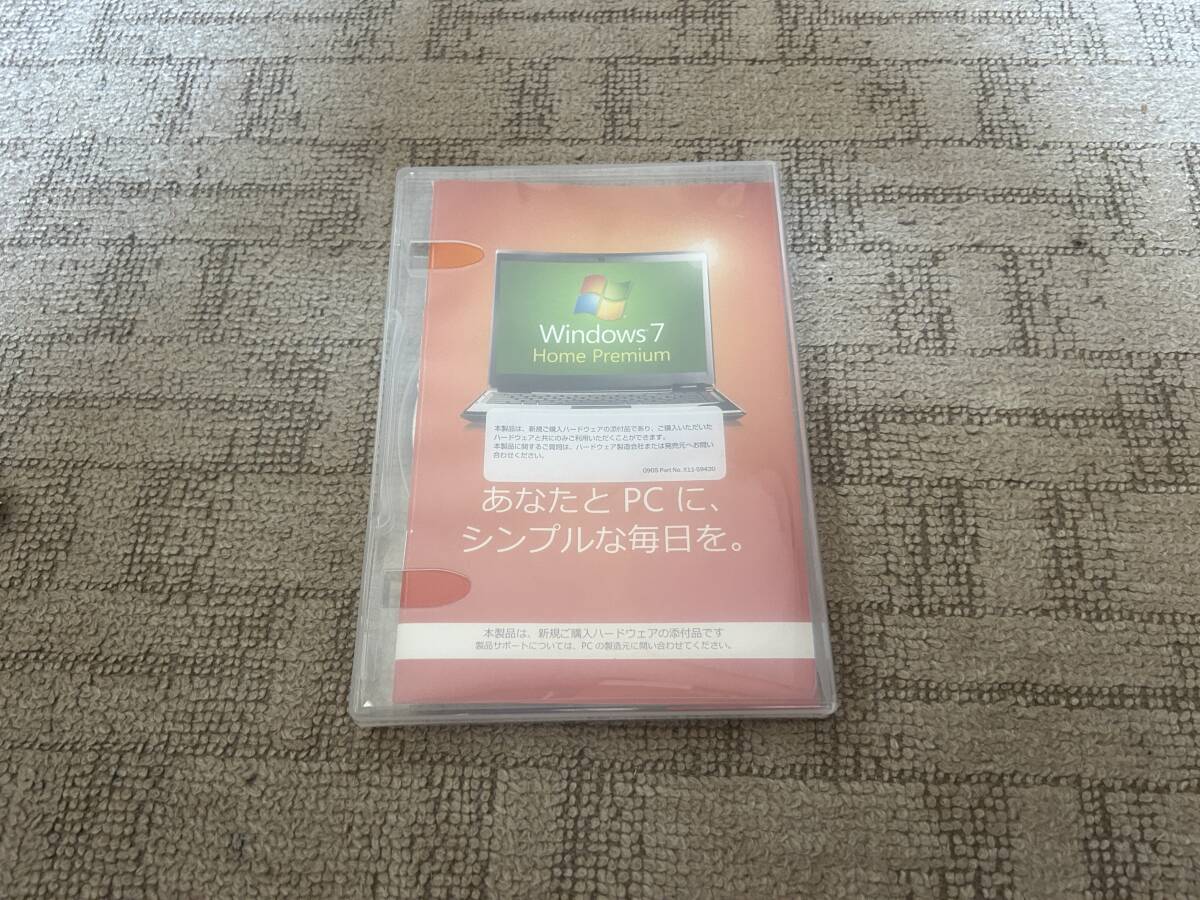 Windows 7
Home Premium
本製品は、新規ご購入ハードウェアの添付品であり、ご購入いただいた
ハードウェアと共にのみご利用いただくことができます。
本製品に関するご質問は、ハードウェア製造会社または発売元へお問い
合わせください。
0905 Part No. X11-59430
あなたと PC に、
シンプルな毎日を。
本製品は、新規ご購入ハードウェアの添付品です
製品サポートについては、PC の製造元に問い合わせてください。